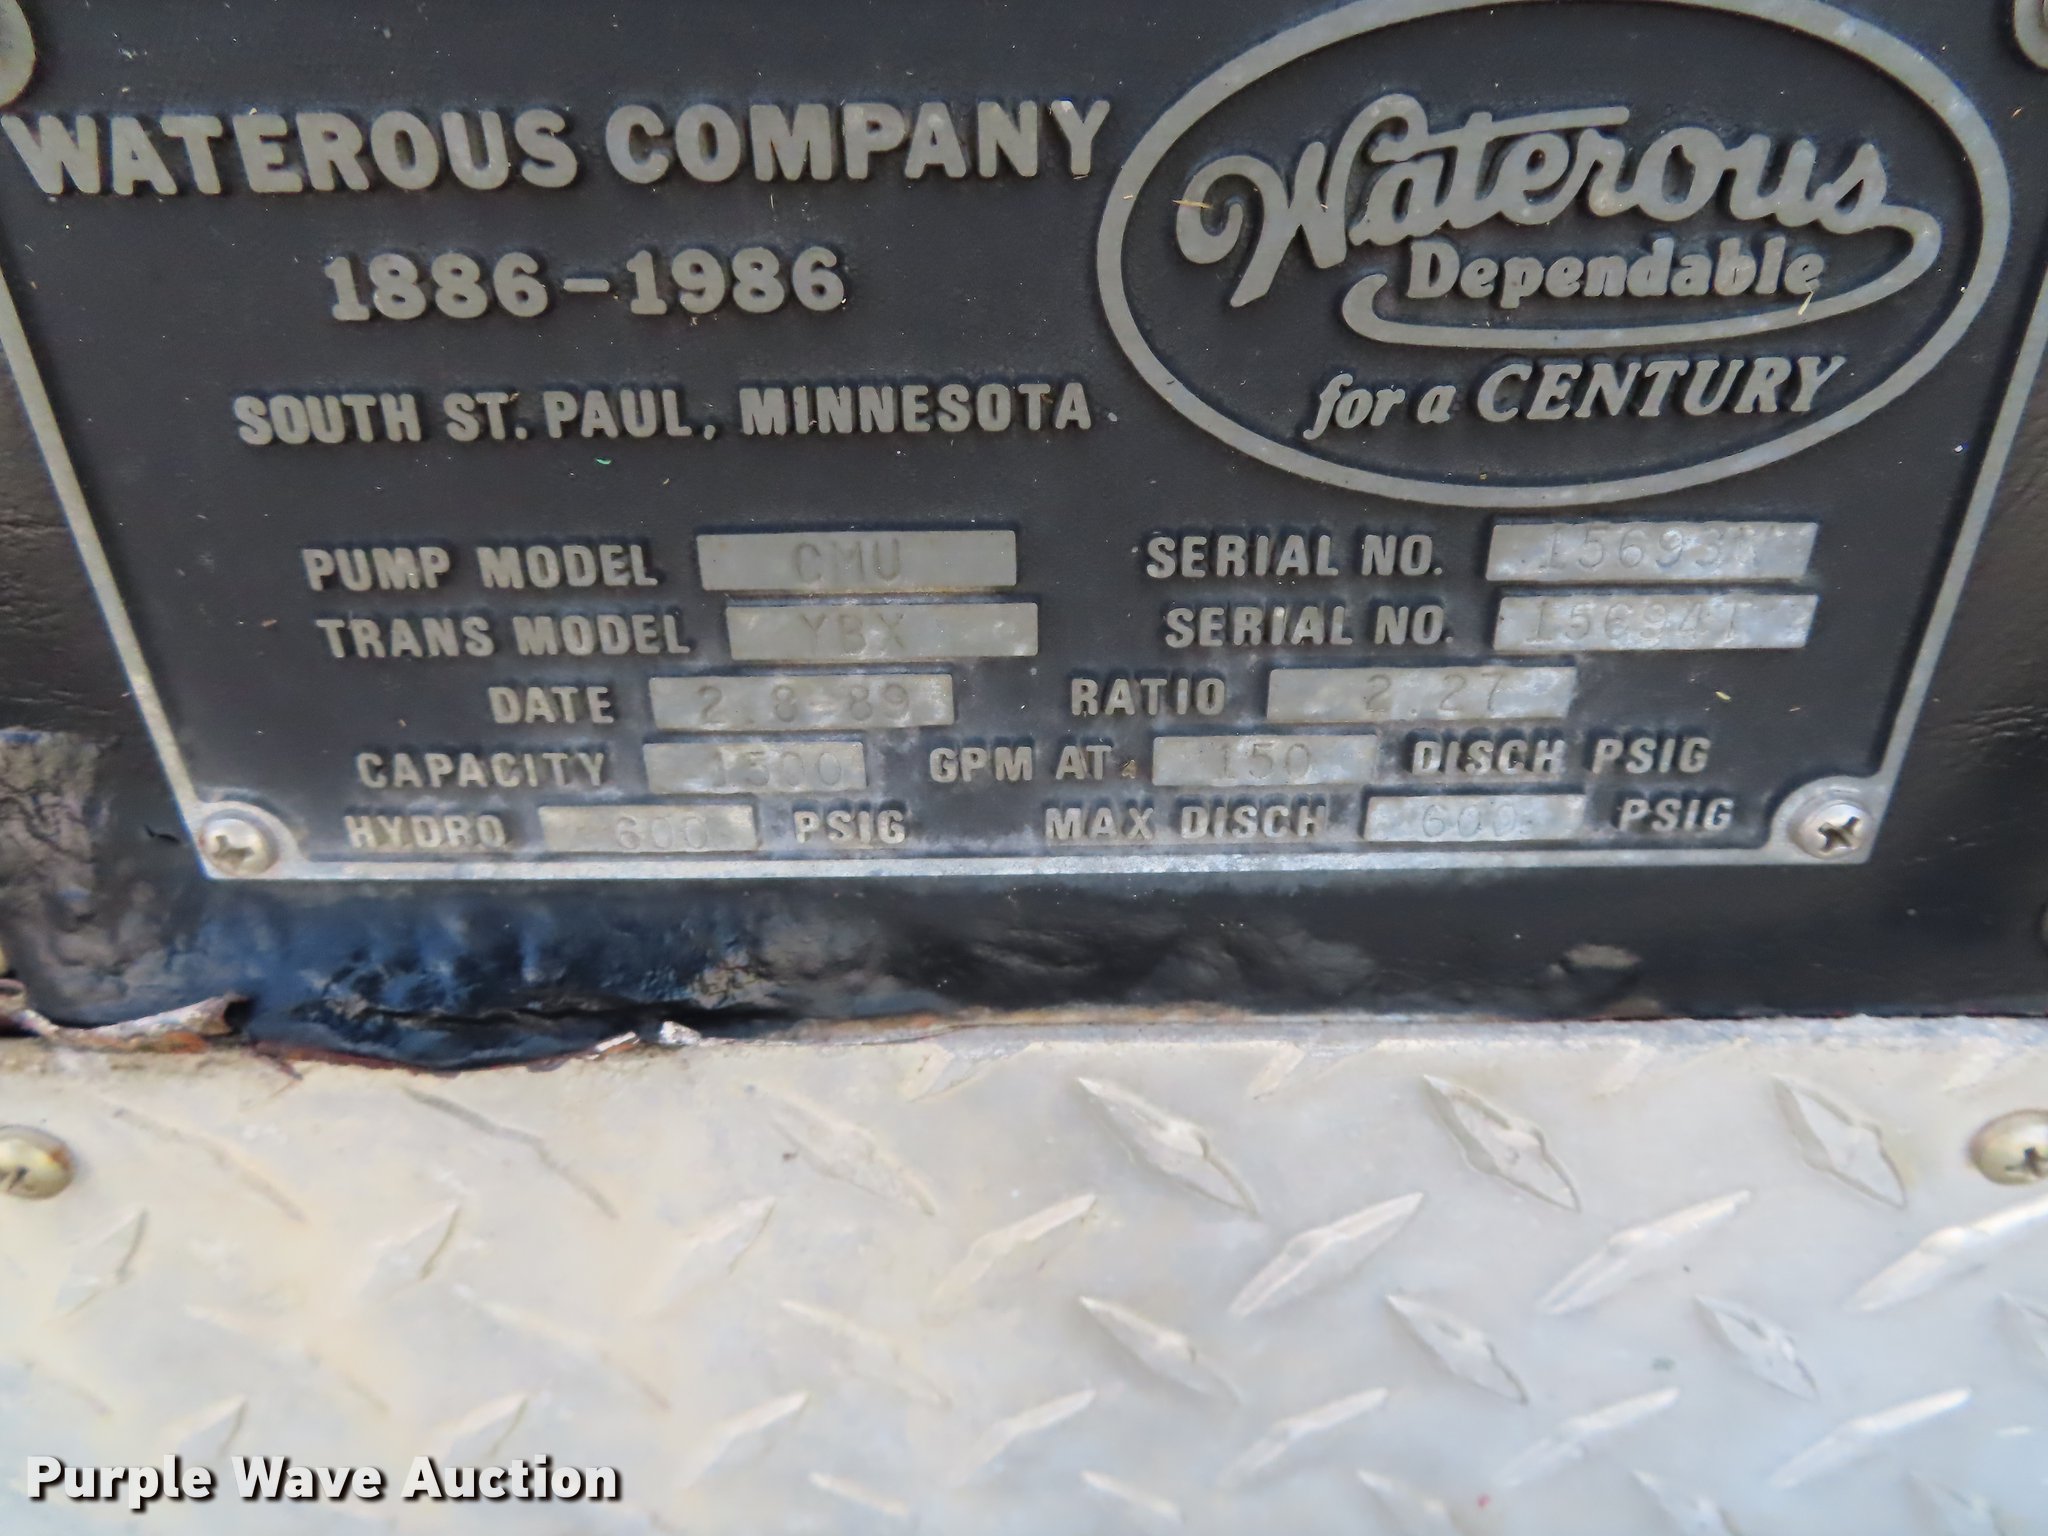 WATEROUS COMPANY
1886-1986
SOUTH ST. PAUL, MINNESOTA
Waterous
Dependable
for a CENTURY
PUMP MODEL CMU SERIAL NO.
TRANS MODEL YBX SERIAL NO.
DATE 2-8-89 RATIO 2.27
CAPACITY 1500 GPM AT 150 DISCH PSIG
HYDRO 600 PSIG MAX DISCH 600 PSIG
Purple Wave Auction